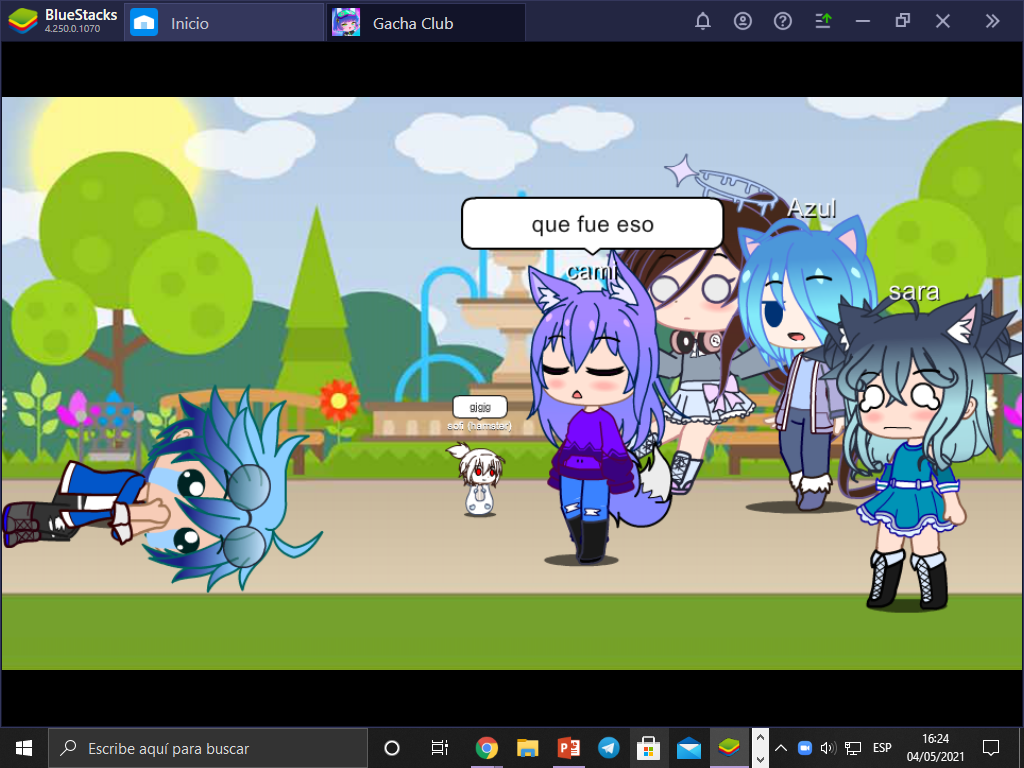 BlueStacks
4.250.0.1070
Inicio
Gacha Club
que fue eso
cami
Azul
sara
gjgjg
sofi (hamster)
Escribe aquí para buscar
ESP
16:24
04/05/2021